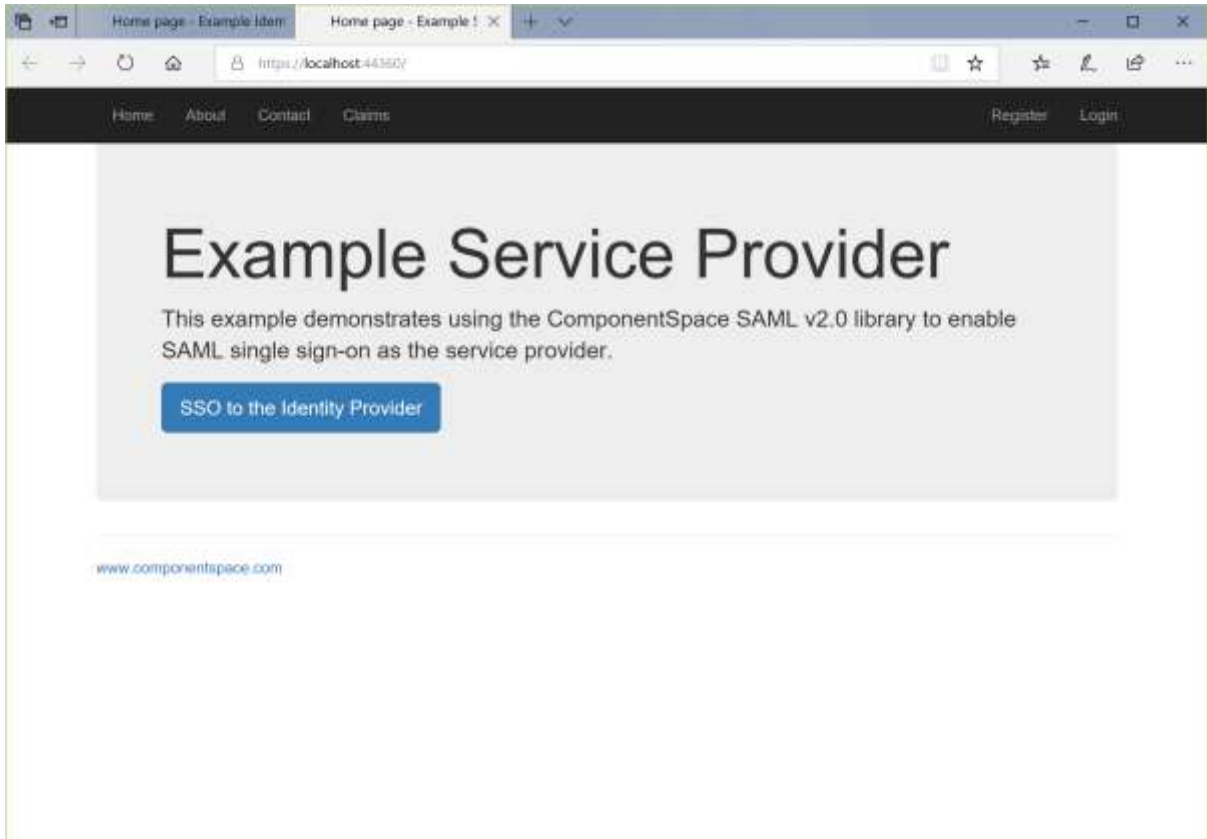 Home page - Example Iden
Home page - Example S
https://localhost:44360/
Home About Contact Claims Register Login
Example Service Provider
This example demonstrates using the ComponentSpace SAML v2.0 library to enable
SAML single sign-on as the service provider.
SSO to the Identity Provider
www.componentspace.com